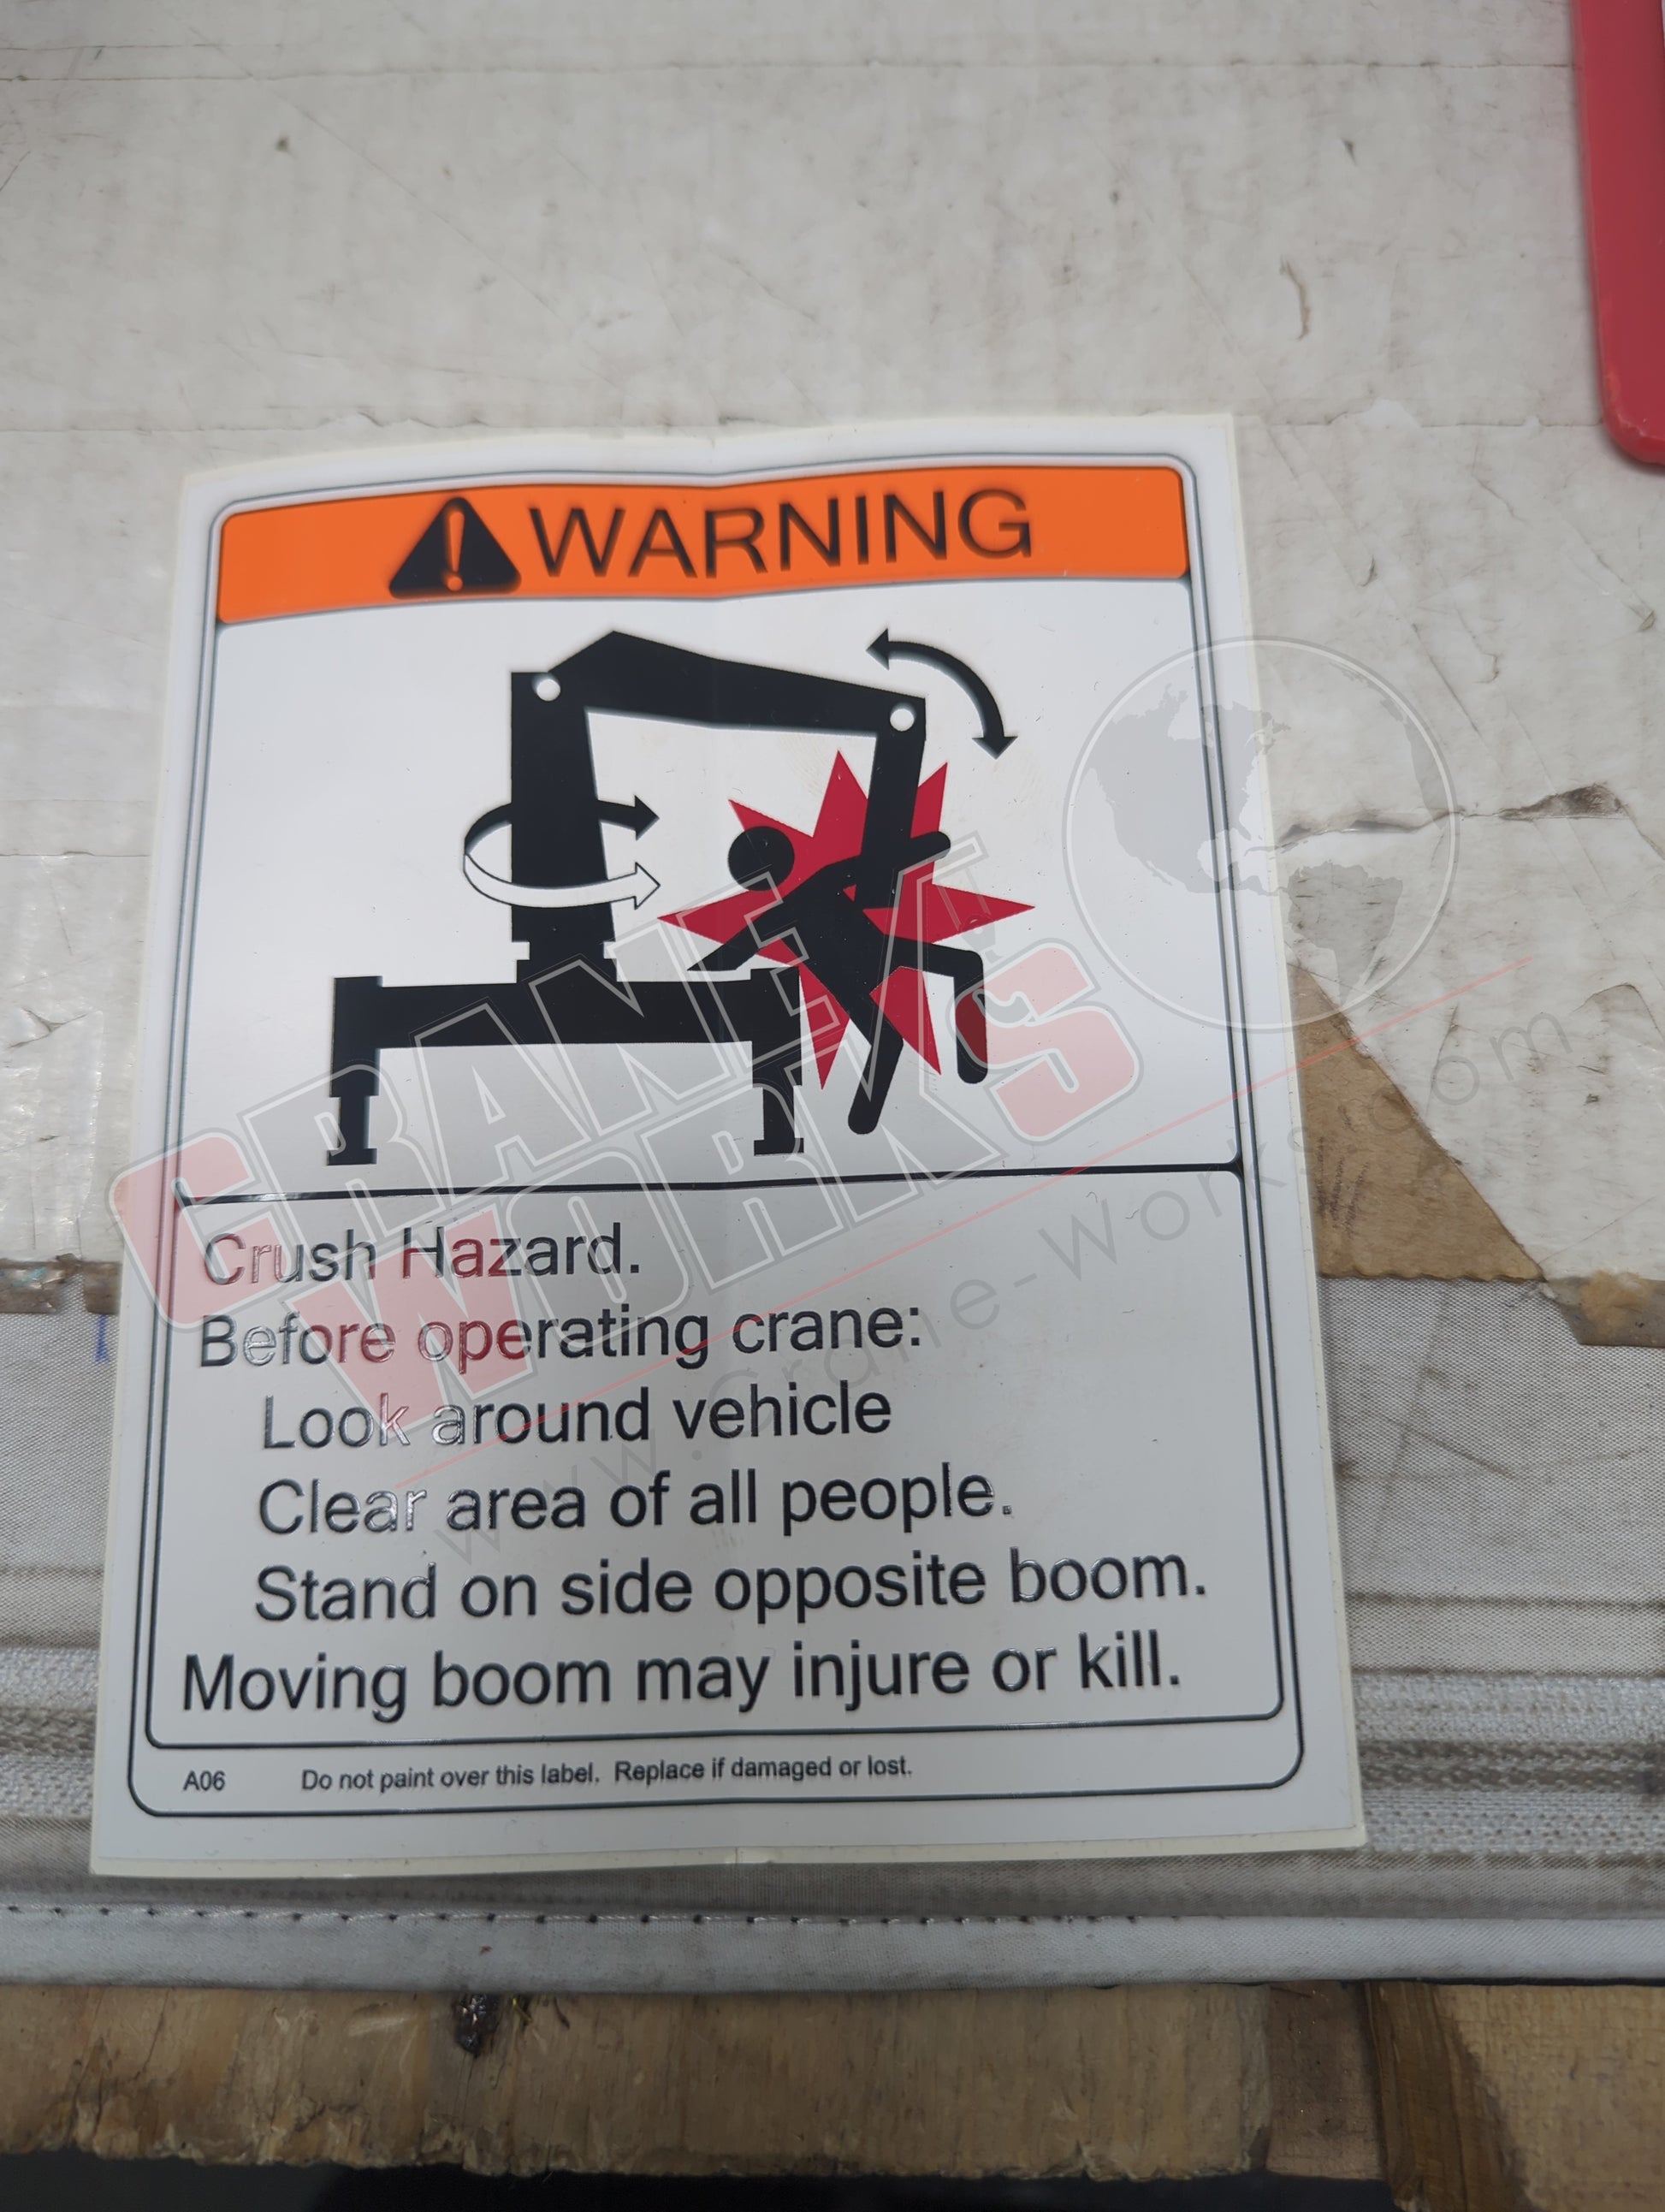 WARNING
Crush Hazard.
Before operating crane:
Look around vehicle
Clear area of all people.
Stand on side opposite boom.
Moving boom may injure or kill.
A06 Do not paint over this label. Replace if damaged or lost.
CRANE
WORKS
www.crane-works.com